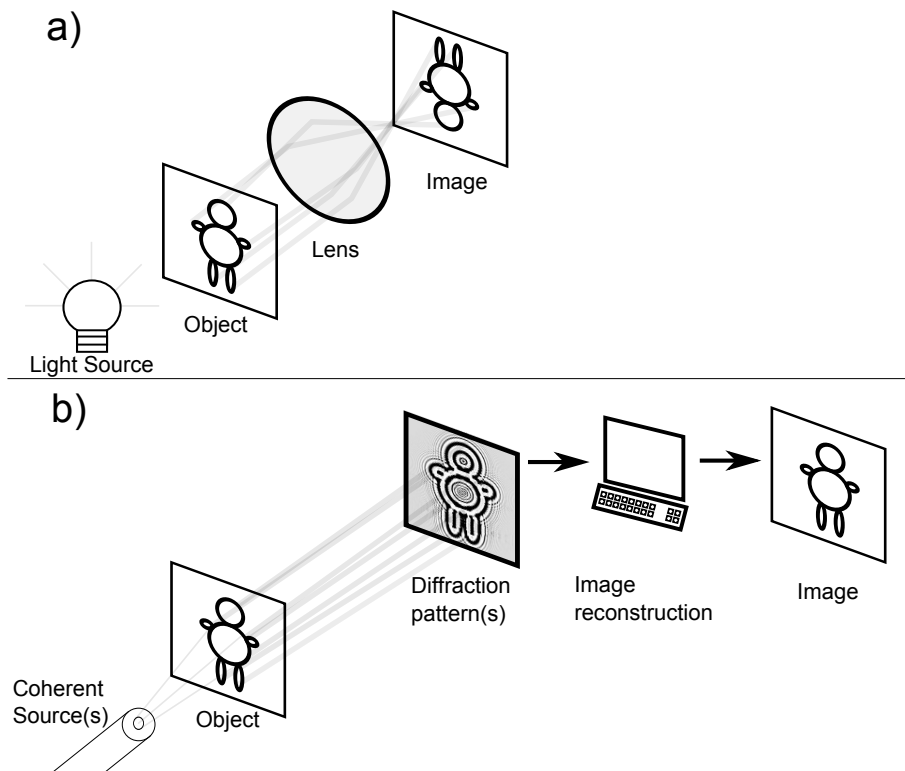 a)
Image
Lens
Object
Light Source
b)
Diffraction
pattern(s)
Image
reconstruction
Image
Coherent
Source(s)
Object